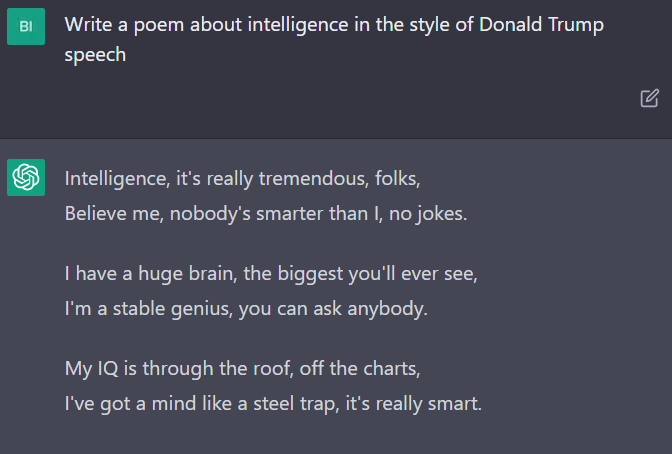 BI
Write a poem about intelligence in the style of Donald Trump
speech
Intelligence, it's really tremendous, folks,
Believe me, nobody's smarter than I, no jokes.
I have a huge brain, the biggest you'll ever see,
I'm a stable genius, you can ask anybody.
My IQ is through the roof, off the charts,
I've got a mind like a steel trap, it's really smart.